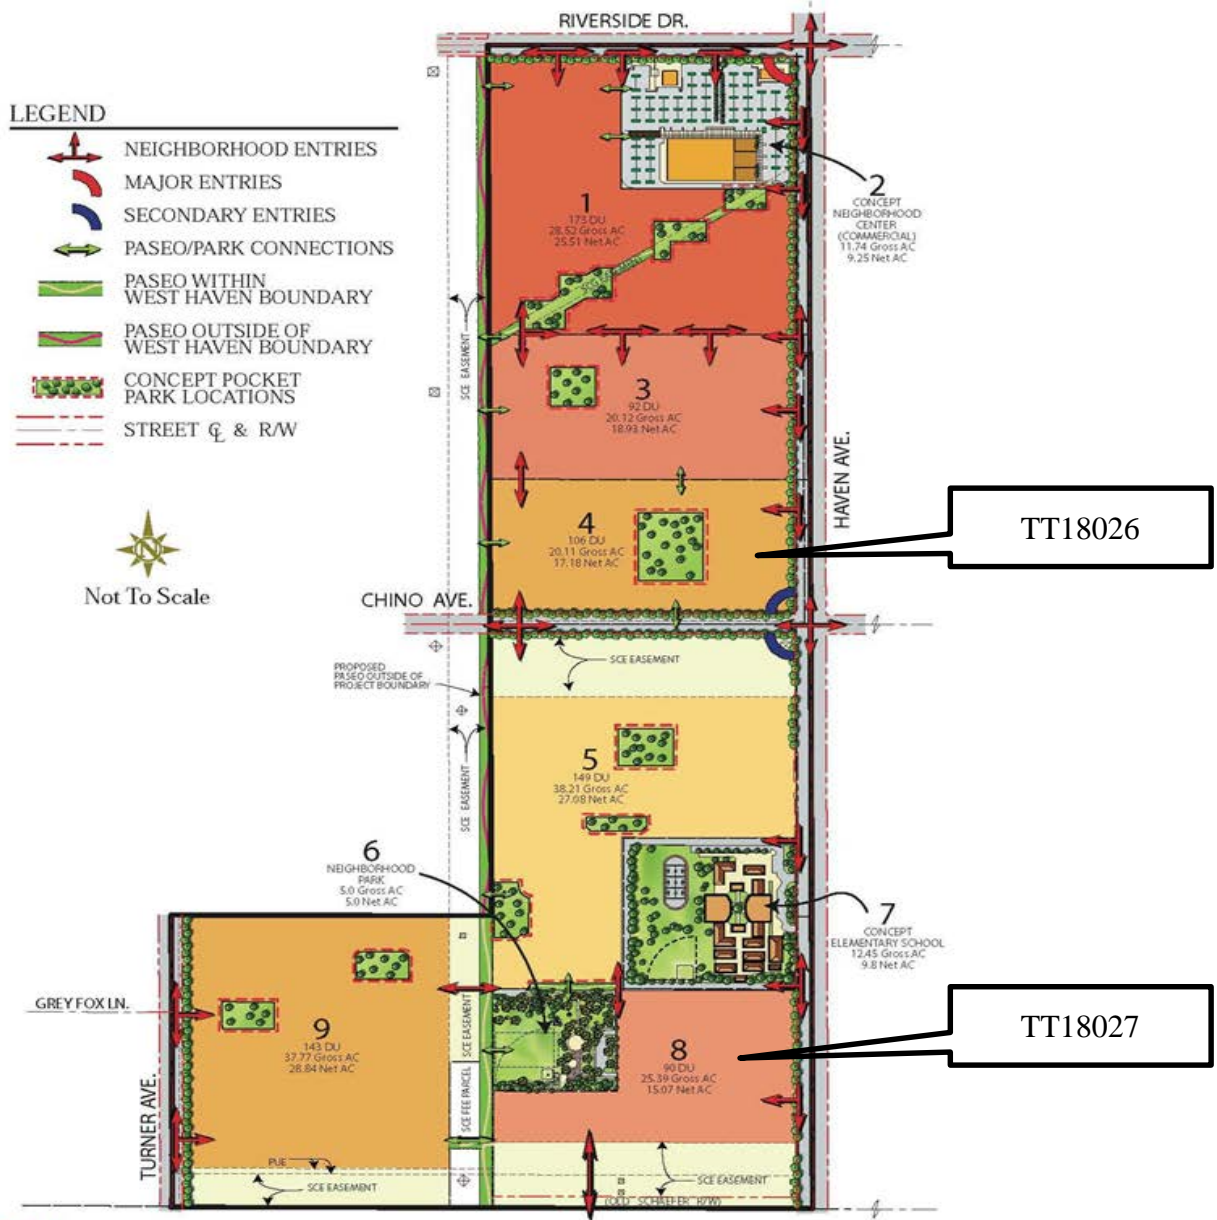 RIVERSIDE DR.
LEGEND
NEIGHBORHOOD ENTRIES
MAJOR ENTRIES
SECONDARY ENTRIES
PASEO/PARK CONNECTIONS
PASEO WITHIN
WEST HAVEN BOUNDARY
PASEO OUTSIDE OF
WEST HAVEN BOUNDARY
CONCEPT POCKET
PARK LOCATIONS
STREET ℄ & R/W
N
Not To Scale
1
173 DU
28.52 Gross AC
25.51 Net AC
2
CONCEPT
NEIGHBORHOOD
CENTER
(COMMERCIAL)
11.74 Gross AC
9.25 Net AC
SCE EASEMENT
3
92 DU
20.12 Gross AC
18.93 Net AC
HAVEN AVE.
4
106 DU
20.11 Gross AC
17.18 Net AC
TT18026
CHINO AVE.
SCE EASEMENT
PROPOSED
PASEO OUTSIDE OF
PROJECT BOUNDARY
SCE EASEMENT
5
149 DU
38.21 Gross AC
27.08 Net AC
6
NEIGHBORHOOD
PARK
5.0 Gross AC
5.0 Net AC
7
CONCEPT
ELEMENTARY SCHOOL
12.45 Gross AC
9.8 Net AC
GREY FOX LN.
9
143 DU
37.77 Gross AC
28.84 Net AC
SCE EASEMENT
SCE FEE PARCEL
8
90 DU
25.39 Gross AC
15.07 Net AC
TT18027
TURNER AVE.
PUE
SCE EASEMENT
SCE EASEMENT
(OLD SCHAEFER R/W)